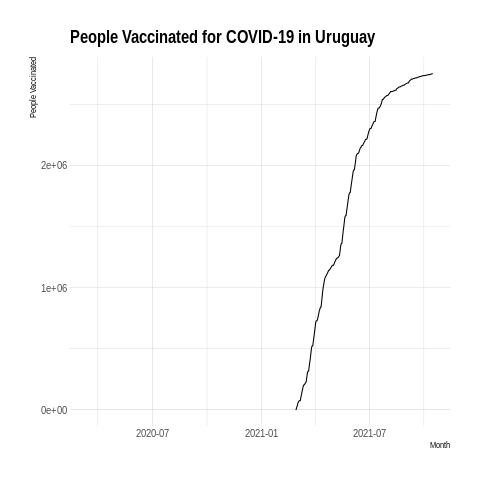 People Vaccinated for COVID-19 in Uruguay
People Vaccinated
2e+06
1e+06
0e+00
2020-07
2021-01
2021-07
Month